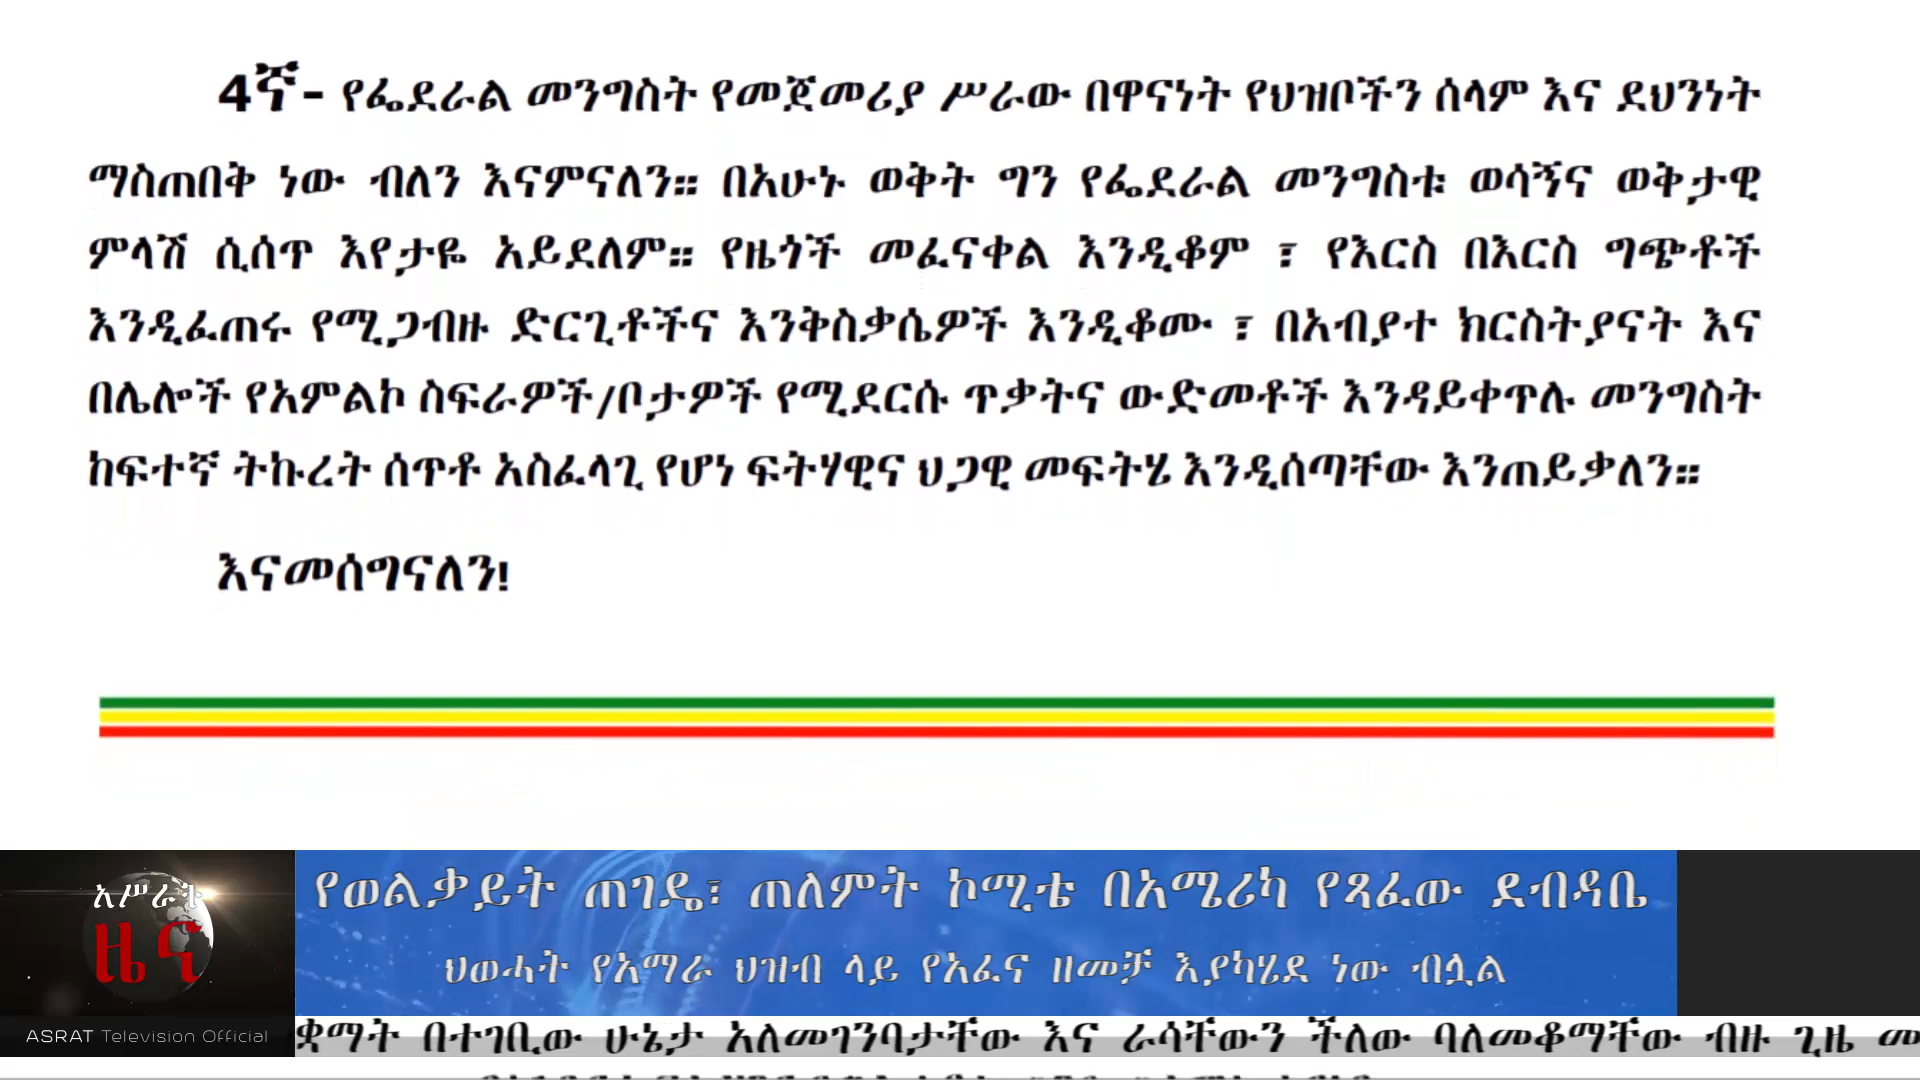 4ኛ- የፌደራል መንግስት የመጀመሪያ ሥራው በዋናነት የህዝቦችን ሰላም እና ደህንነት
ማስጠበቅ ነው ብለን እናምናለን። በአሁኑ ወቅት ግን የፌደራል መንግስቱ ወሳኝና ወቅታዊ
ምላሽ ሲሰጥ እየታዬ አይደለም። የዜጎች መፈናቀል እንዲቆም ፣ የእርስ በእርስ ግጭቶች
እንዲፈጠሩ የሚጋብዙ ድርጊቶችና እንቅስቃሴዎች እንዲቆሙ ፣ በአብያተ ክርስትያናት እና
በሌሎች የአምልኮ ስፍራዎች/ቦታዎች የሚደርሱ ጥቃትና ውድመቶች እንዳይቀጥሉ መንግስት
ከፍተኛ ትኩረት ሰጥቶ አስፈላጊ የሆነ ፍትሃዊና ህጋዊ መፍትሄ እንዲሰጣቸው እንጠይቃለን።
እናመሰግናለን!
አሥራት
ዜና
የወልቃይት ጠገዴ፣ ጠለምት ኮሚቴ በአሜሪካ የጻፈው ደብዳቤ
ህወሓት የአማራ ህዝብ ላይ የአፈና ዘመቻ እያካሄደ ነው ብሏል
ASRAT Television Official
ቋማት በተገቢው ሁኔታ አለመገንባታቸው እና ራሳቸውን ችለው ባለመቆማቸው ብዙ ጊዜ መ